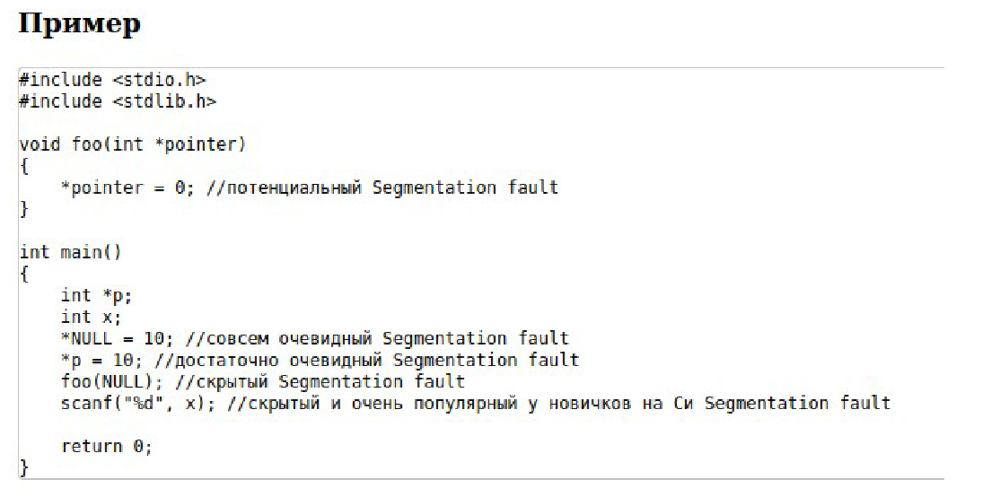 Пример
#include <stdio.h>
#include <stdlib.h>
void foo(int *pointer)
{
    *pointer = 0; //потенциальный Segmentation fault
}
int main()
{
    int *p;
    int x;
    *NULL = 10; //совсем очевидный Segmentation fault
    *p = 10; //достаточно очевидный Segmentation fault
    foo(NULL); //скрытый Segmentation fault
    scanf("%d", x); //скрытый и очень популярный у новичков на Си Segmentation fault
    return 0;
}